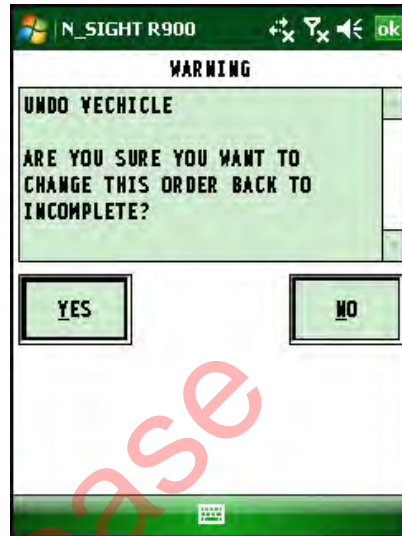 N_SIGHT R900
ok
WARNING
UNDO VECHICLE
ARE YOU SURE YOU WANT TO
CHANGE THIS ORDER BACK TO
INCOMPLETE?
YES
NO
ase